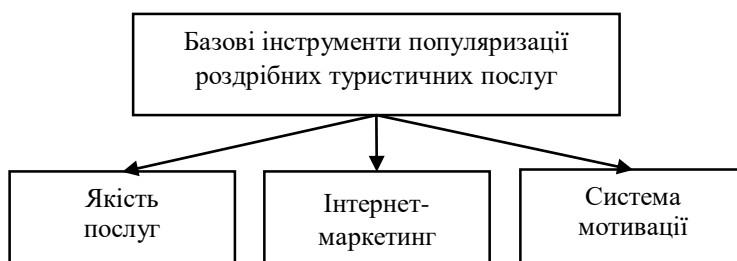 Базові інструменти популяризації
роздрібних туристичних послуг
Якість
послуг
Інтернет-
маркетинг
Система
мотивації